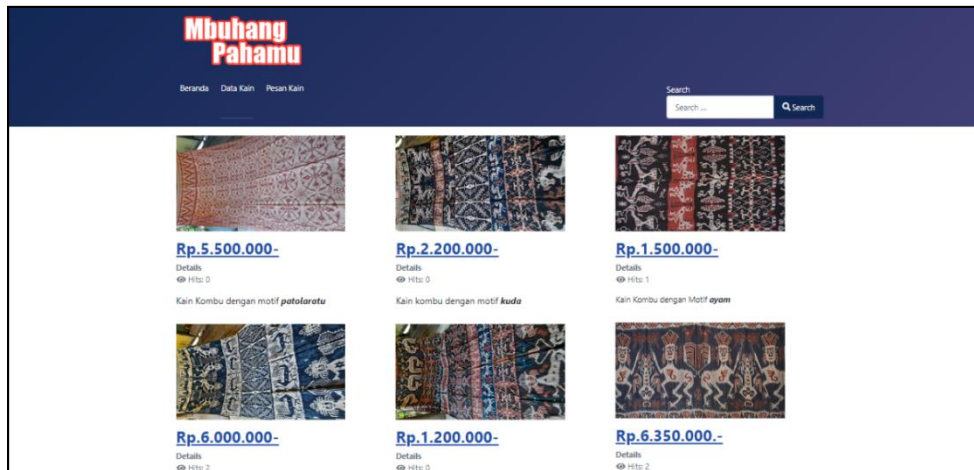 Mbuhang
Pahamu
Beranda Data Kain Pesan Kain
Search
Search ... Search
Rp.5.500.000- Rp.2.200.000- Rp.1.500.000-
Details Details Details
Hits: 0 Hits: 0 Hits: 1
Kain Kombu dengan motif patolaratu Kain kombu dengan motif kuda Kain Kombu dengan Motif ayam
Rp.6.000.000- Rp.1.200.000- Rp.6.350.000.-
Details Details Details
Hits: 2 Hits: 0 Hits: 2